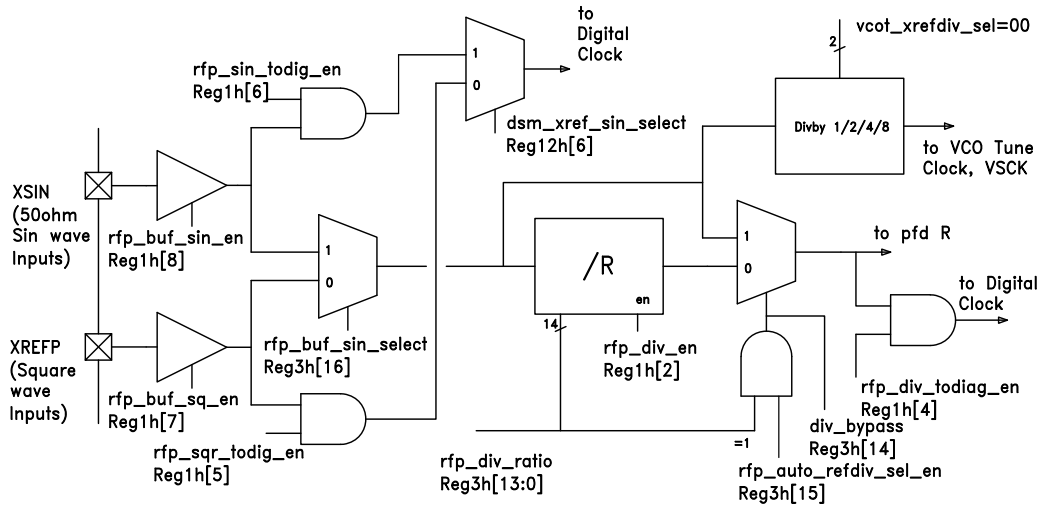 to
Digital
Clock
vcot_xrefdiv_sel=00
2
rfp_sin_todig_en
Reg1h[6]
1
0
dsm_xref_sin_select
Reg12h[6]
Divby 1/2/4/8
to VCO Tune
Clock, VSCK
XSIN
(50ohm
Sin wave
Inputs)
rfp_buf_sin_en
Reg1h[8]
1
0
/R
en
14
1
0
to pfd R
to Digital
Clock
XREFP
(Square
wave
Inputs)
rfp_buf_sin_select
Reg3h[16]
rfp_div_en
Reg1h[2]
rfp_buf_sq_en
Reg1h[7]
rfp_div_todiag_en
Reg1h[4]
rfp_sqr_todig_en
Reg1h[5]
div_bypass
Reg3h[14]
=1
rfp_div_ratio
Reg3h[13:0]
rfp_auto_refdiv_sel_en
Reg3h[15]